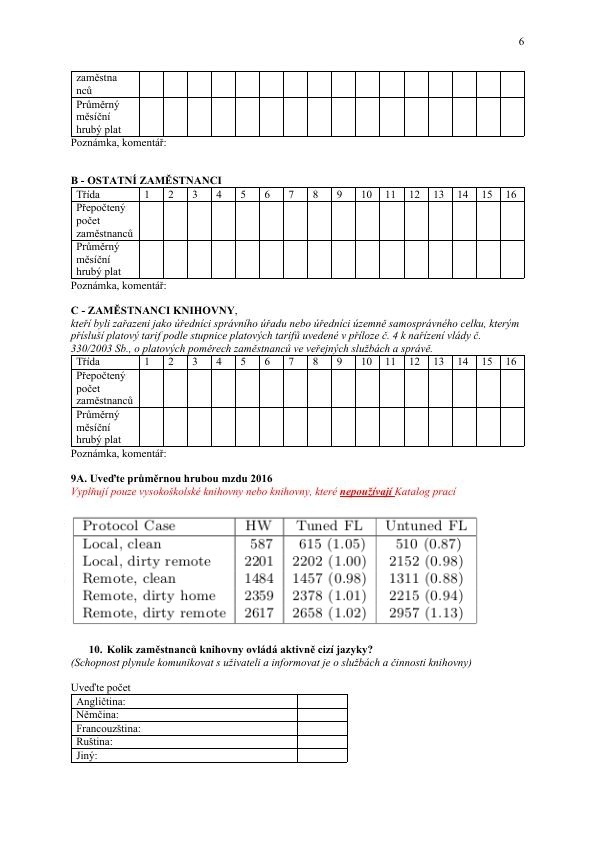 6
zaměstna
nců
Průměrný
měsíční
hrubý plat
Poznámka, komentář:
B - OSTATNÍ ZAMĚSTNANCI
Třída 1 2 3 4 5 6 7 8 9 10 11 12 13 14 15 16
Přepočtený
počet
zaměstnanců
Průměrný
měsíční
hrubý plat
Poznámka, komentář:
C - ZAMĚSTNANCI KNIHOVNY,
kteří byli zařazeni jako úředníci správního úřadu nebo úředníci územně samosprávného celku, kterým
přísluší platový tarif podle stupnice platových tarifů uvedené v příloze č. 4 k nařízení vlády č.
330/2003 Sb., o platových poměrech zaměstnanců ve veřejných službách a správě.
Třída 1 2 3 4 5 6 7 8 9 10 11 12 13 14 15 16
Přepočtený
počet
zaměstnanců
Průměrný
měsíční
hrubý plat
Poznámka, komentář:
9A. Uveďte průměrnou hrubou mzdu 2016
Vyplňují pouze vysokoškolské knihovny nebo knihovny, které nepoužívají Katalog prací
Protocol Case HW Tuned FL Untuned FL
Local, clean 587 615 (1.05) 510 (0.87)
Local, dirty remote 2201 2202 (1.00) 2152 (0.98)
Remote, clean 1484 1457 (0.98) 1311 (0.88)
Remote, dirty home 2359 2378 (1.01) 2215 (0.94)
Remote, dirty remote 2617 2658 (1.02) 2957 (1.13)
10. Kolik zaměstnanců knihovny ovládá aktivně cizí jazyky?
(Schopnost plynule komunikovat s uživateli a informovat je o službách a činnosti knihovny)
Uveďte počet
Angličtina:
Němčina:
Francouzština:
Ruština:
Jiný: